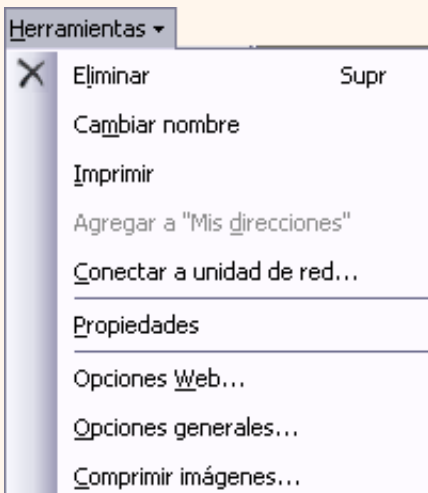 Herramientas
Eliminar Supr
Cambiar nombre
Imprimir
Agregar a "Mis direcciones"
Conectar a unidad de red...
Propiedades
Opciones Web...
Opciones generales...
Comprimir imágenes...